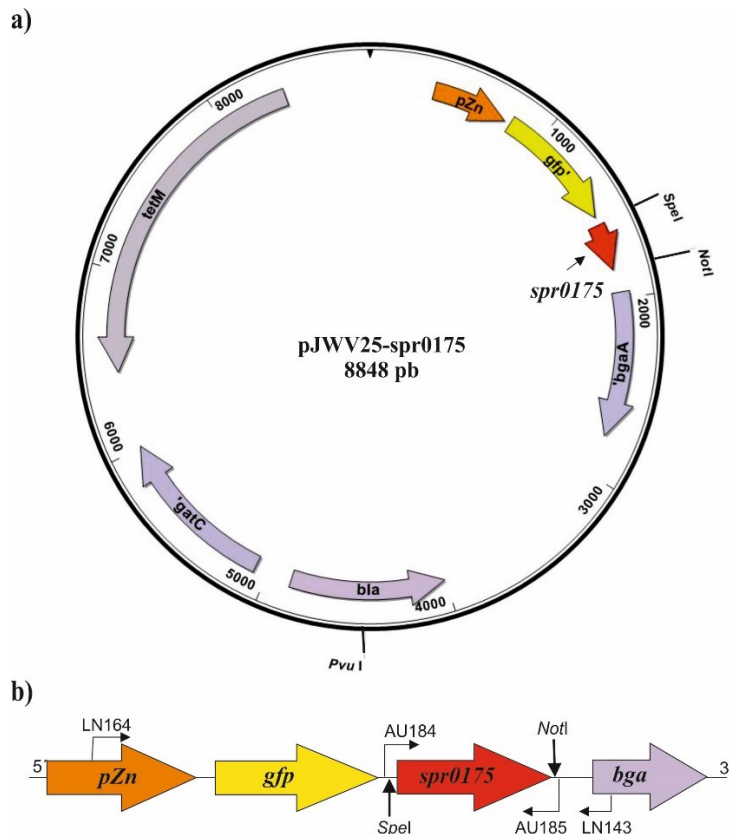 a)
8000
pZn
1000
gfp'
SpeI
tetM
NotI
7000
spr0175
2000
pJWV25-spr0175
8848 pb
'bgaA
6000
3000
'gatC
5000
bla
4000
Pvu I
b)
LN164
AU184
NotI
5´
pZn
gfp
spr0175
bga
3
SpeI
AU185
LN143